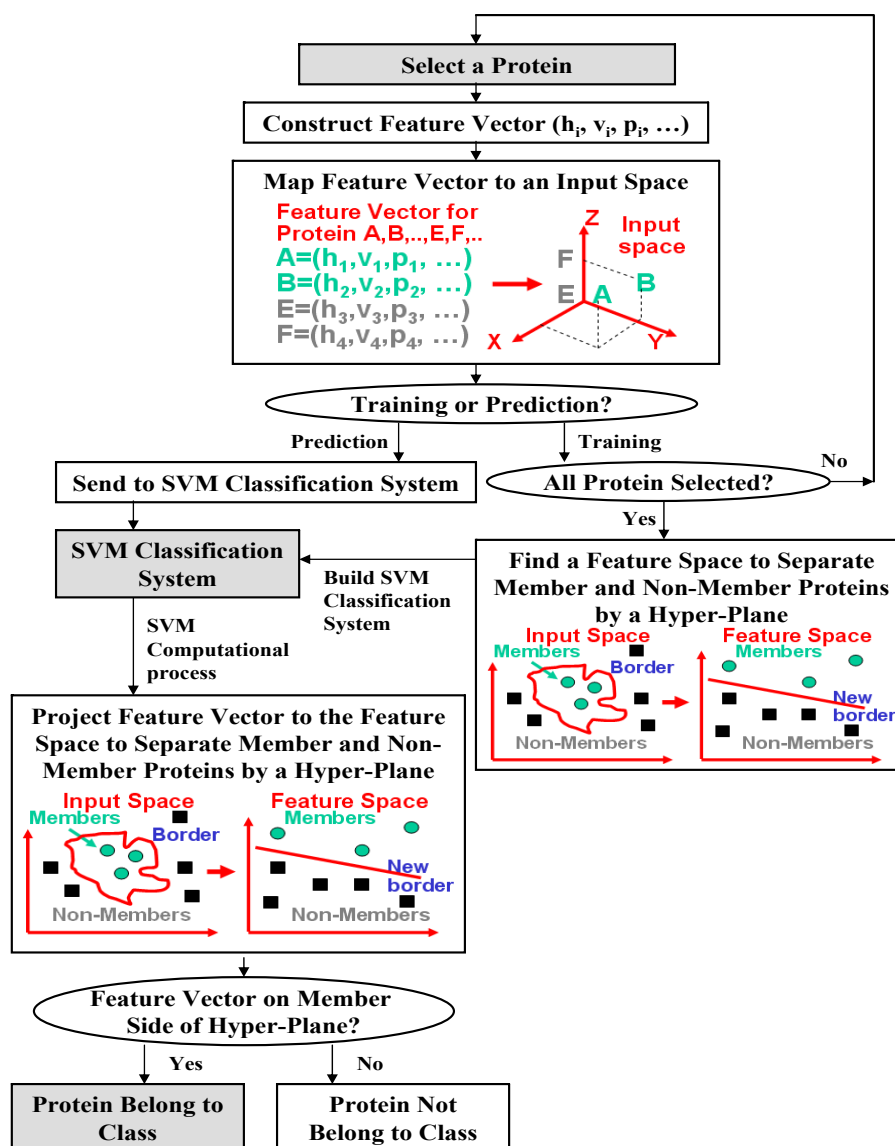 Select a Protein
Construct Feature Vector (hi, vi, pi, …)
Map Feature Vector to an Input Space
Feature Vector for
Protein A,B,..,E,F,..
A=(h1,v1,p1, …)
B=(h2,v2,p2, …)
E=(h3,v3,p3, …)
F=(h4,v4,p4, …)
Z
Input
space
F
E
A
B
X
Y
Training or Prediction?
Prediction
Training
Send to SVM Classification System
All Protein Selected?
No
Yes
SVM Classification
System
Build SVM
Classification
System
Find a Feature Space to Separate
Member and Non-Member Proteins
by a Hyper-Plane
Input Space
Members
Border
Non-Members
Feature Space
Members
New
border
Non-Members
SVM
Computational
process
Project Feature Vector to the Feature
Space to Separate Member and Non-
Member Proteins by a Hyper-Plane
Input Space
Members
Border
Non-Members
Feature Space
Members
New
border
Non-Members
Feature Vector on Member
Side of Hyper-Plane?
Yes
No
Protein Belong to
Class
Protein Not
Belong to Class